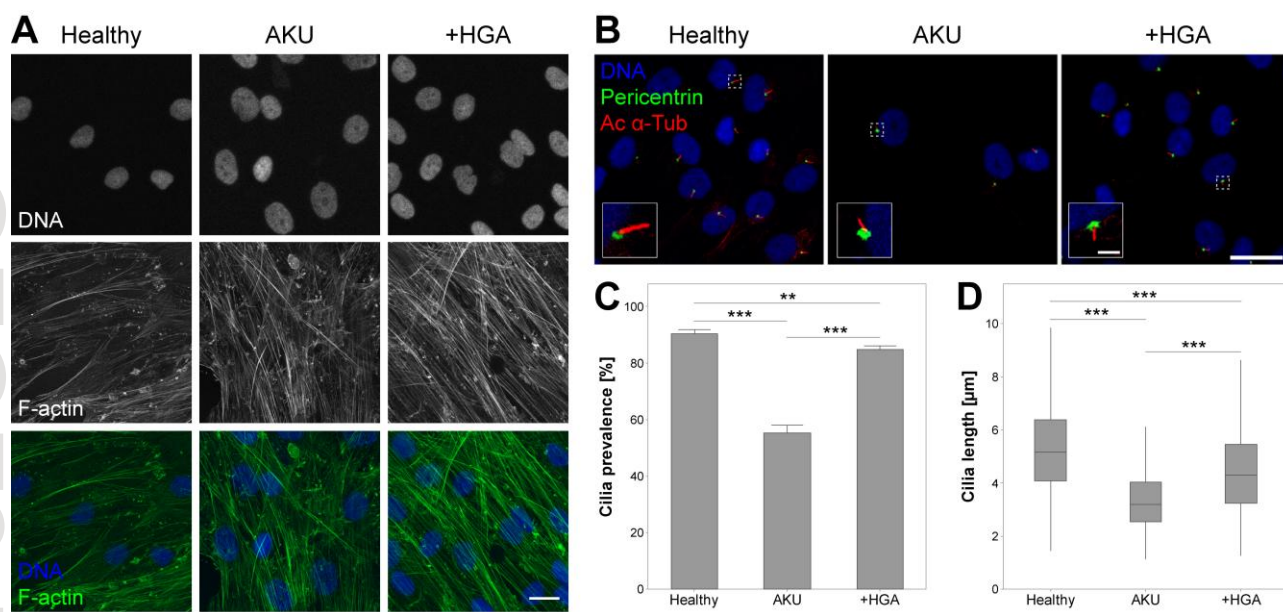 A
Healthy
AKU
+HGA
DNA
F-actin
DNA
F-actin
B
Healthy
AKU
+HGA
DNA
Pericentrin
Ac α-Tub
C
Cilia prevalence [%]
100
80
60
40
20
0
**
***
***
Healthy
AKU
+HGA
D
Cilia length [µm]
10
8
6
4
2
0
***
***
***
Healthy
AKU
+HGA